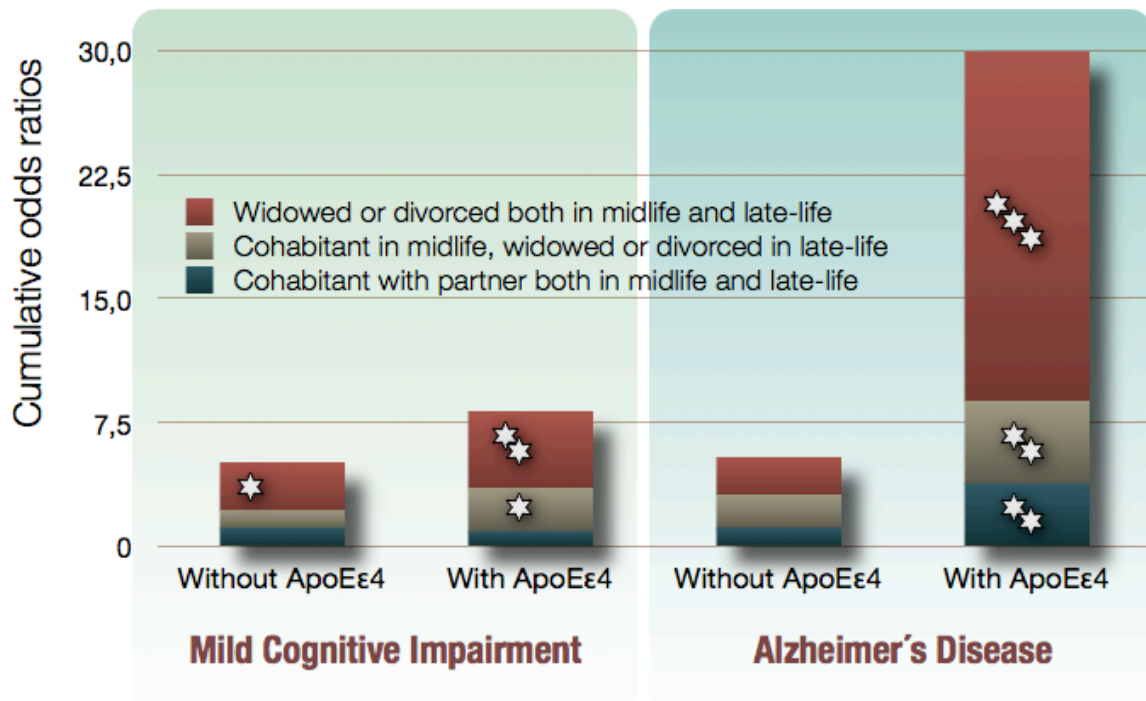 Cumulative odds ratios
30,0
22,5
15,0
7,5
0
Widowed or divorced both in midlife and late-life
Cohabitant in midlife, widowed or divorced in late-life
Cohabitant with partner both in midlife and late-life
Without ApoEε4
With ApoEε4
Without ApoEε4
With ApoEε4
Mild Cognitive Impairment
Alzheimer´s Disease